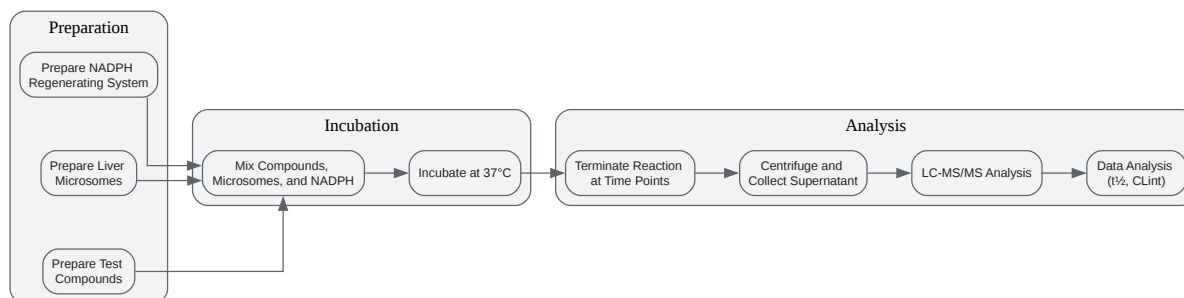 Preparation
Prepare NADPH
Regenerating System
Prepare Liver
Microsomes
Prepare Test
Compounds
Incubation
Mix Compounds,
Microsomes, and NADPH
Incubate at 37°C
Analysis
Terminate Reaction
at Time Points
Centrifuge and
Collect Supernatant
LC-MS/MS Analysis
Data Analysis
(t½, CLint)